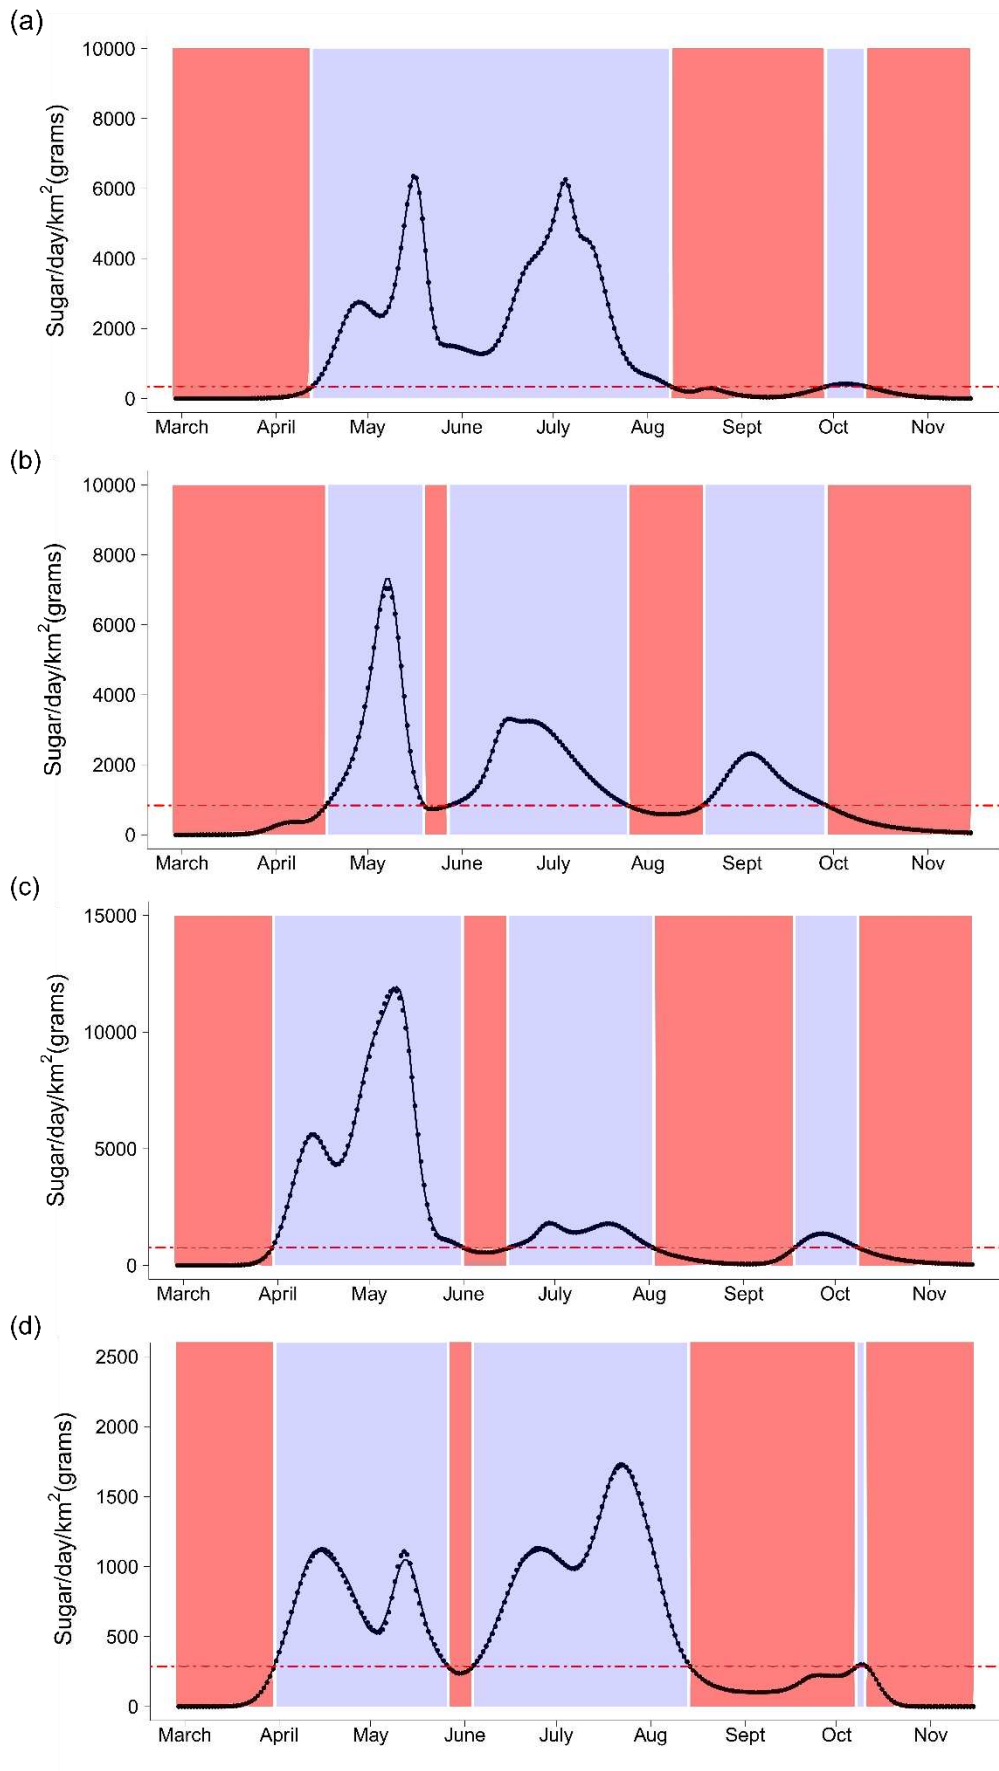 (a)
Sugar/day/km²(grams)
10000
8000
6000
4000
2000
0
March April May June July Aug Sept Oct Nov
(b)
Sugar/day/km²(grams)
10000
8000
6000
4000
2000
0
March April May June July Aug Sept Oct Nov
(c)
Sugar/day/km²(grams)
15000
10000
5000
0
March April May June July Aug Sept Oct Nov
(d)
Sugar/day/km²(grams)
2500
2000
1500
1000
500
0
March April May June July Aug Sept Oct Nov